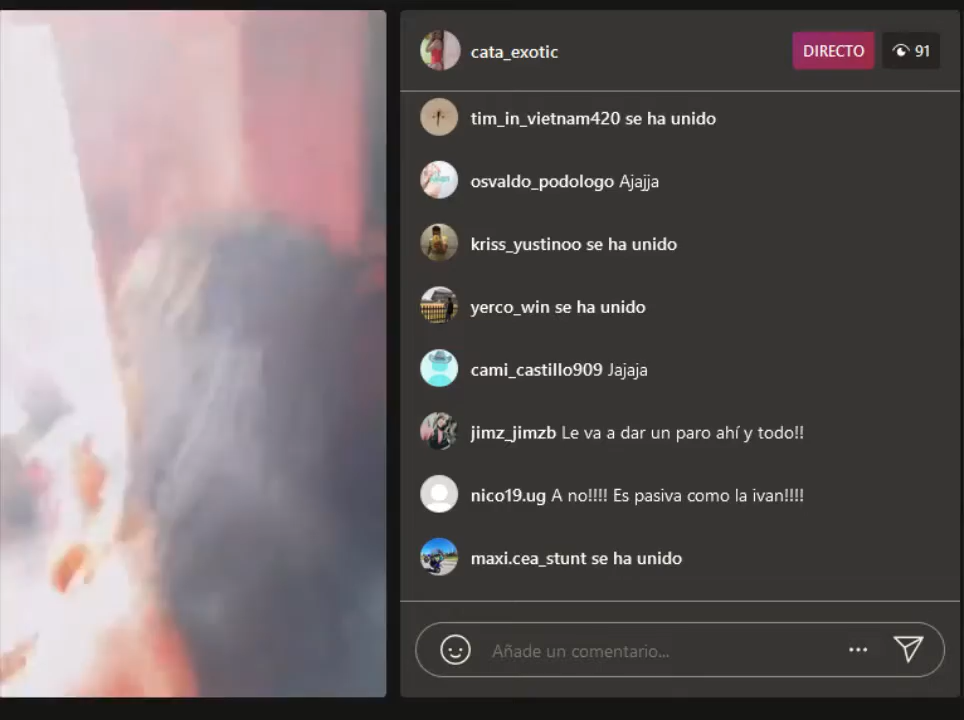 cata_exotic
DIRECTO
91
tim_in_vietnam420 se ha unido
osvaldo_podologo Ajajja
kriss_yustinoo se ha unido
yerco_win se ha unido
cami_castillo909 Jajaja
jimz_jimzb Le va a dar un paro ahí y todo!!
nico19.ug A no!!!! Es pasiva como la ivan!!!!
maxi.cea_stunt se ha unido
Añade un comentario...